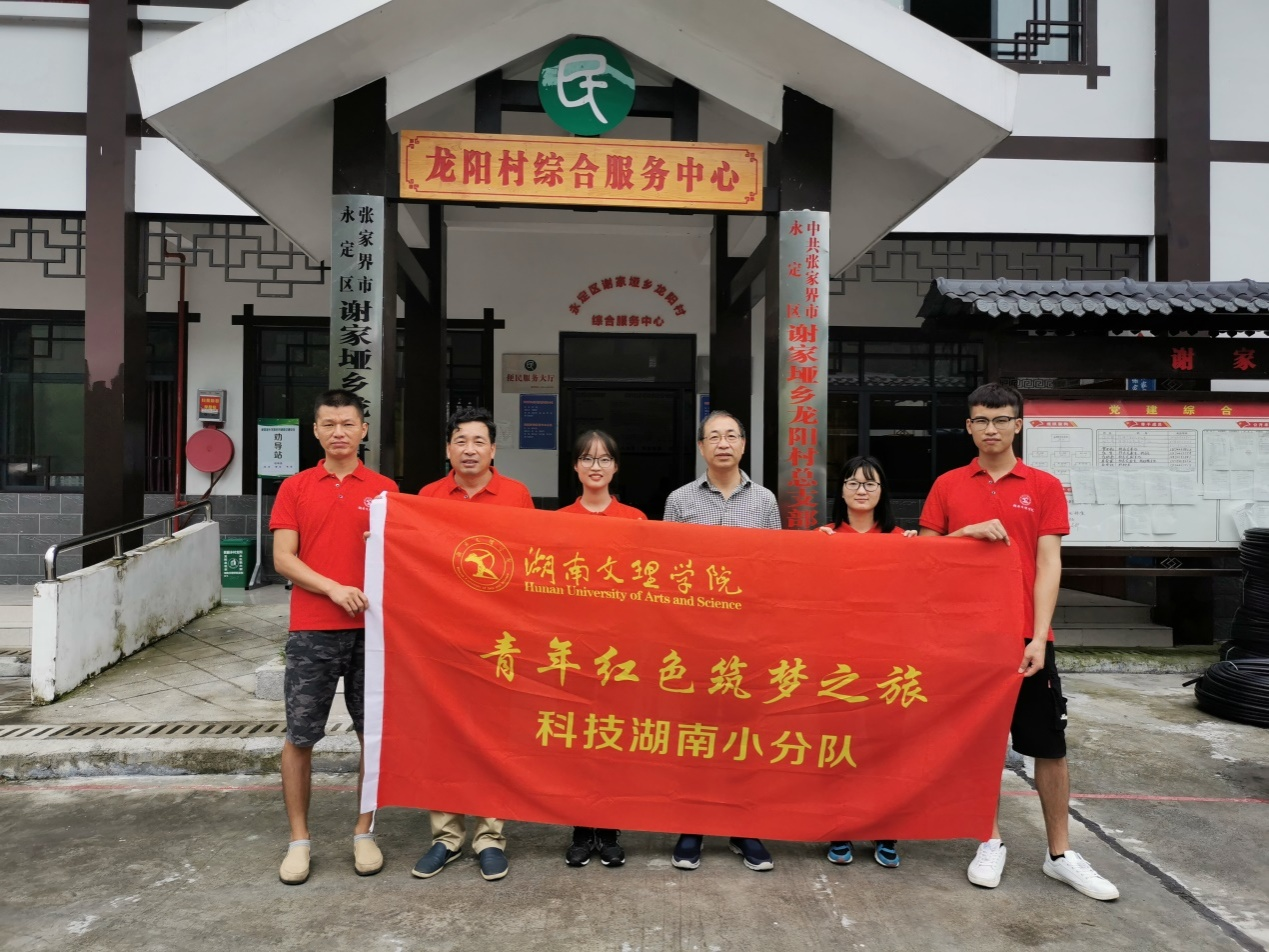 民
龙阳村综合服务中心
张家界市
永定区
谢家垭乡龙
中共张家界市
永定区
谢家垭乡龙阳村总支部
永定区谢家垭乡龙阳村
综合服务中心
便民服务大厅
劝导站
谢家
党建综合
湖南文理学院
Hunan University of Arts and Science
青年红色筑梦之旅
科技湖南小分队